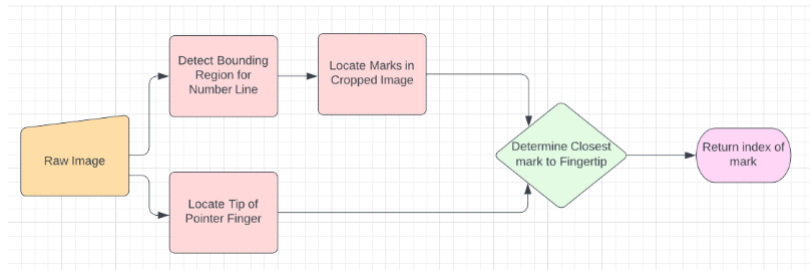 Raw Image
Detect Bounding
Region for
Number Line
Locate Marks in
Cropped Image
Locate Tip of
Pointer Finger
Determine Closest
mark to Fingertip
Return index of
mark